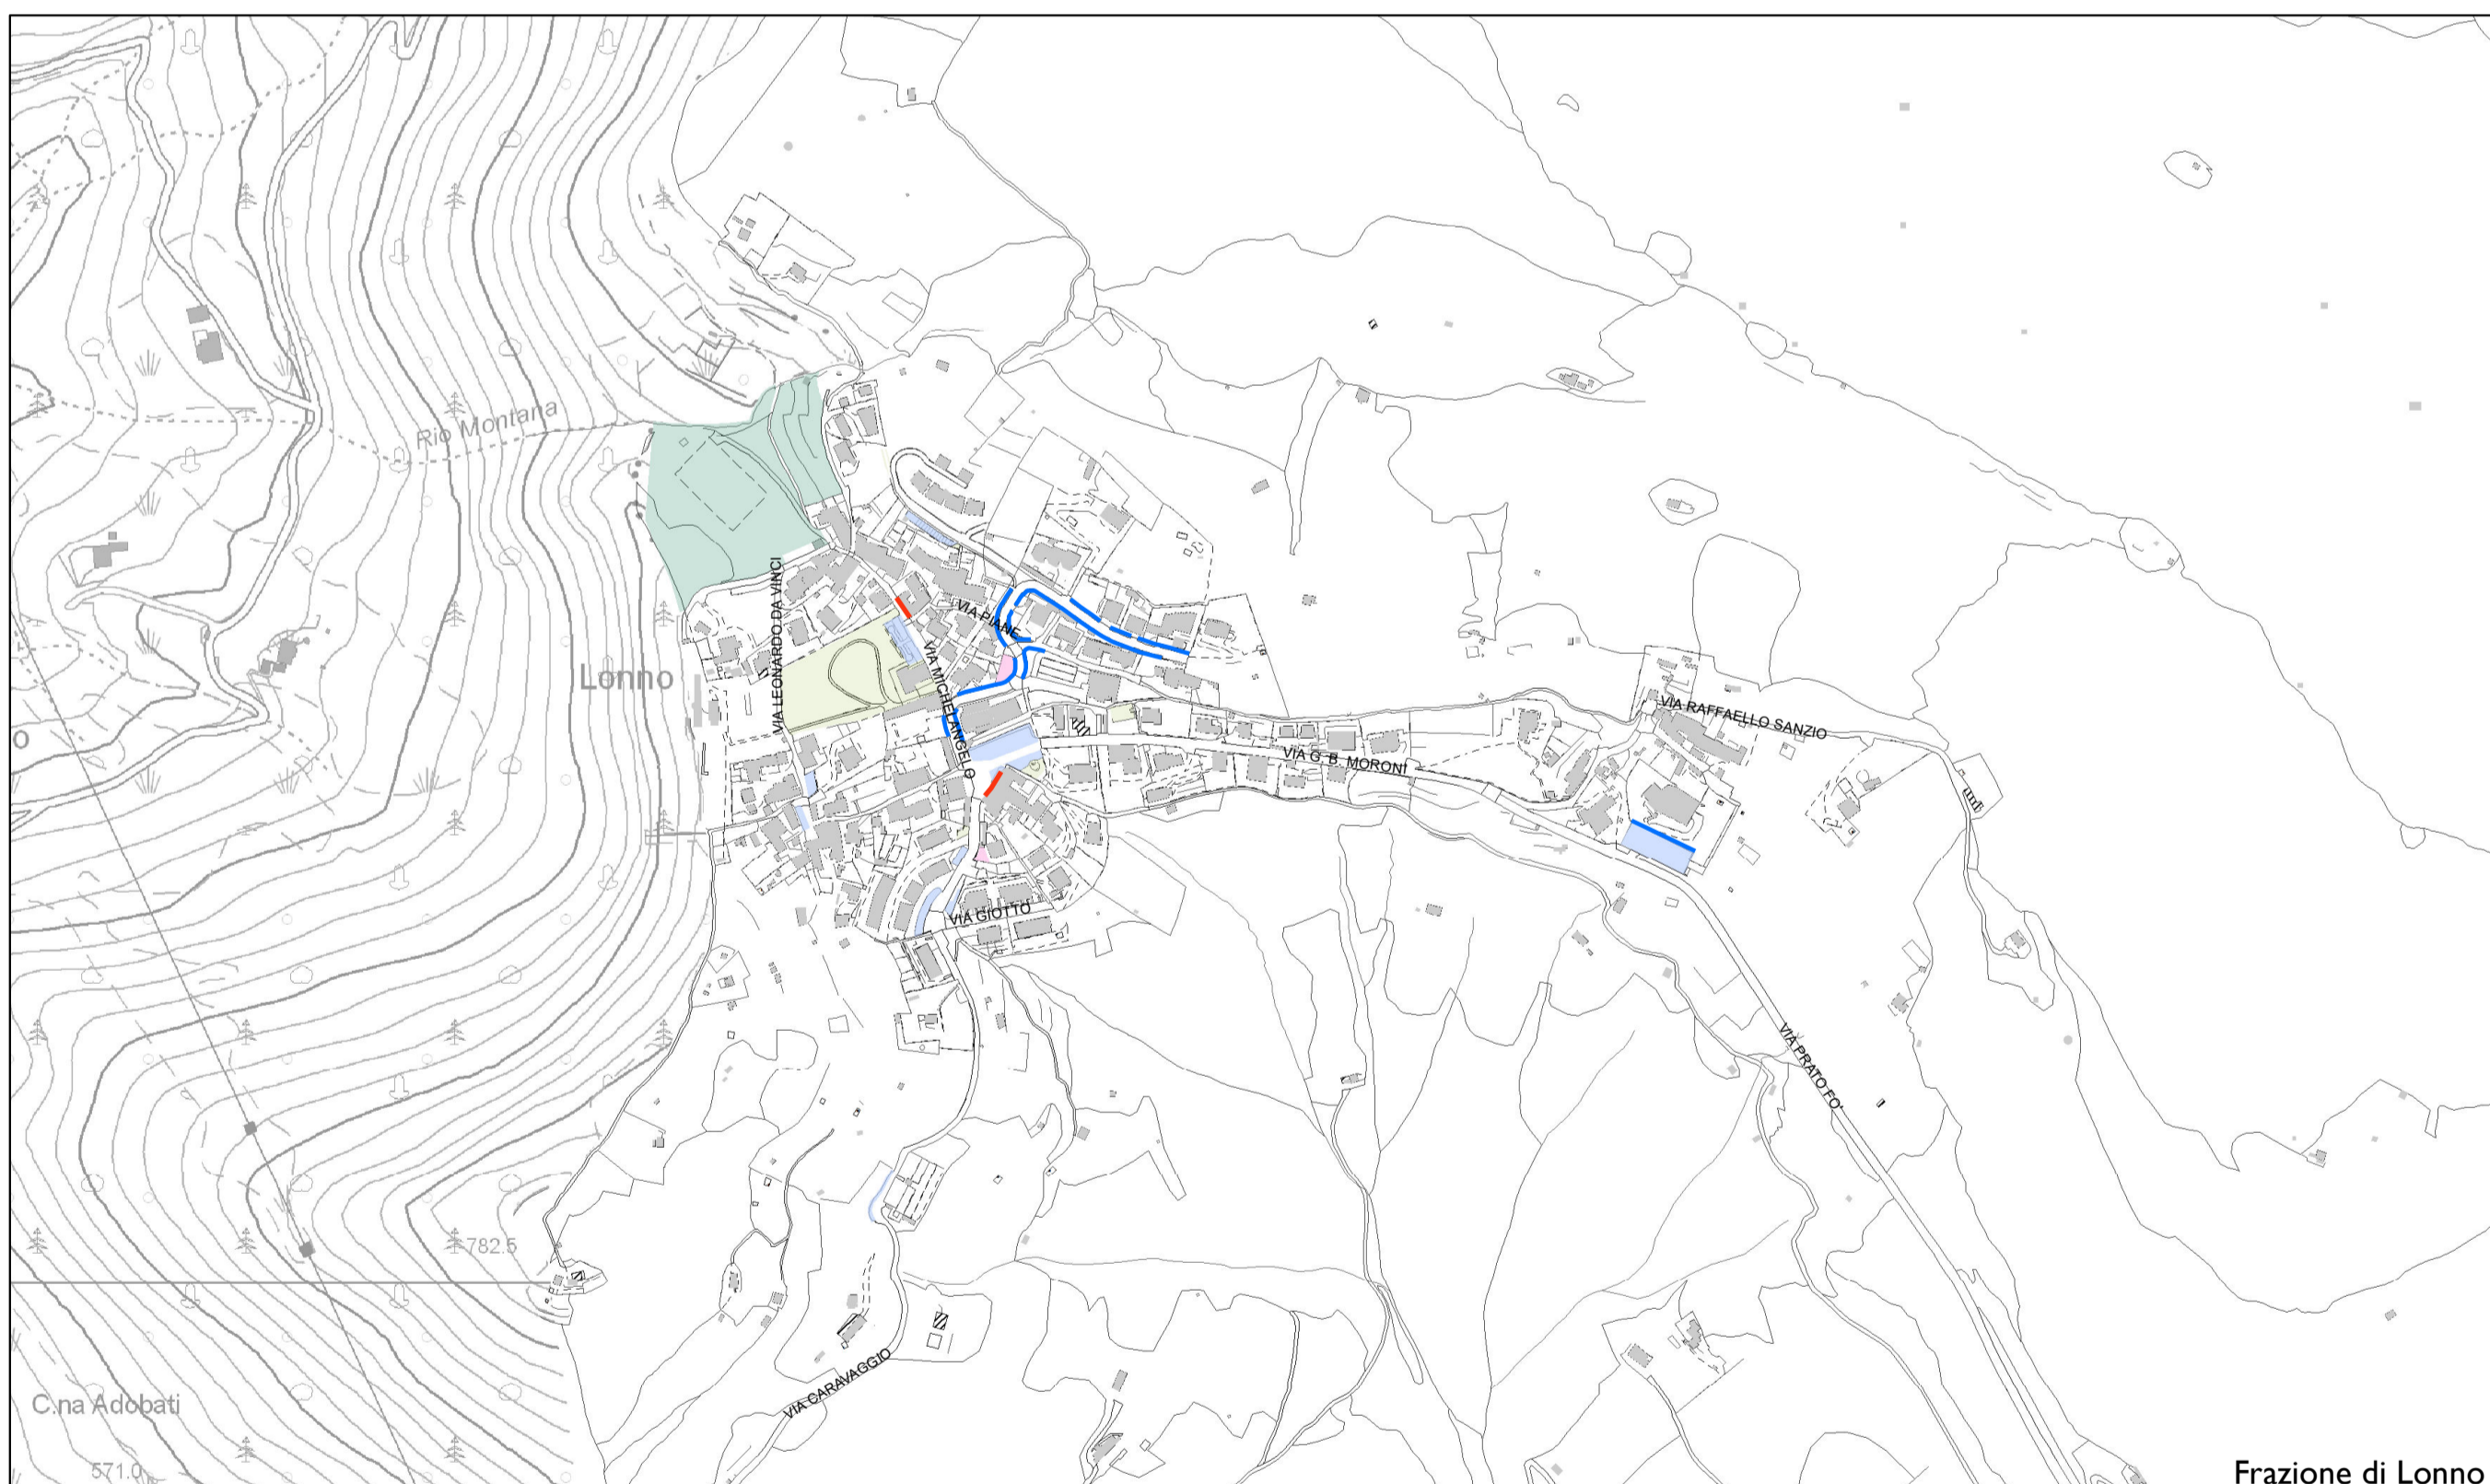 Rio Montana
VIA LEONARDO DA VINCI
VIA PIANE
Lonno
VIA MICHELANGELO
VIA RAFFAELLO SANZIO
o
VIA G. B. MORONI
VIA GIOTTO
VIA PRATO FO'
782.5
VIA CARAVAGGIO
C.na Adobati
571.0
Frazione di Lonno